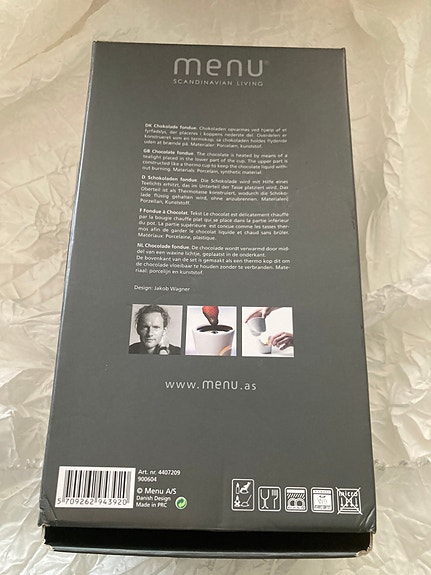 menu®
SCANDINAVIAN LIVING
DK Chokolade fondue. Chokoladen opvarmes ved hjælp af et
fyrfadslys, der placeres i koppens nederste del. Overdelen er
konstrueret som en termokop, så chokoladen holdes flydende
uden at brænde på. Materialer: Porcelæn, kunststof.
GB Chocolate fondue. The chocolate is heated by means of a
tealight placed in the lower part of the cup. The upper part is
constructed like a thermo cup to keep the chocolate liquid with-
out burning. Materials: Porcelain, synthetic material.
D Schokoladen fondue. Die Schokolade wird mit Hilfe eines
Teelichts erhitzt, das im Unterteil der Tasse platziert wird. Das
Oberteil ist als Thermotasse konstruiert, wodurch die Schoko-
lade flüssig gehalten wird, ohne anzubrennen. Materialen:
Porzellan, Kunststoff.
F Fondue à Chocolat. Tekst Le chocolat est délicatement chauffé
par la bougie chauffe plat qui se place dans la partie inférieur
du pot. La partie supérieure est conçue comme les tasses ther-
mos afin de garder le chocolat liquide et chaud sans brûler.
Matériaux: Porcelaine, plastique.
NL Chocolade fondue. De chocolade wordt verwarmd door mid-
del van een waxine lichtje, geplaatst in de onderkant.
De bovenkant van de set is gemaakt als een thermo kop dit om
de chocolade vloeibaar te houden zonder te verbranden. Mate-
riaal: porcelijn en kunststof.
Design: Jakob Wagner
www.menu.as
5 709262 943920
Art. nr. 4407209
900604
© Menu A/S
Danish Design
Made in PRC
micro